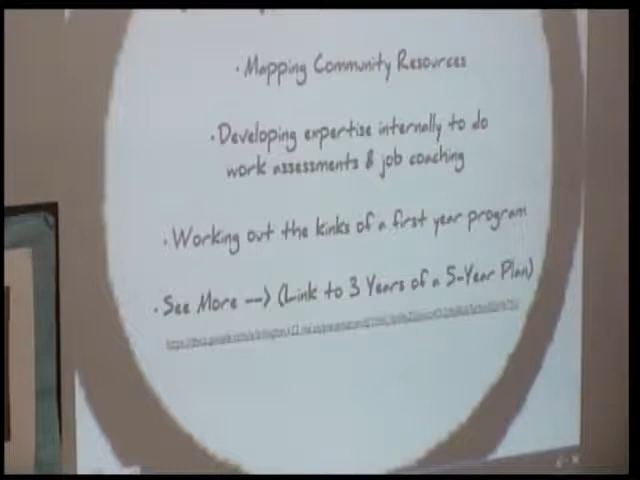 · Mapping Community Resources
· Developing expertise internally to do
work assessments & job coaching
· Working out the kinks of a first year program
· See More --> (Link to 3 Years of a 5-Year Plan)